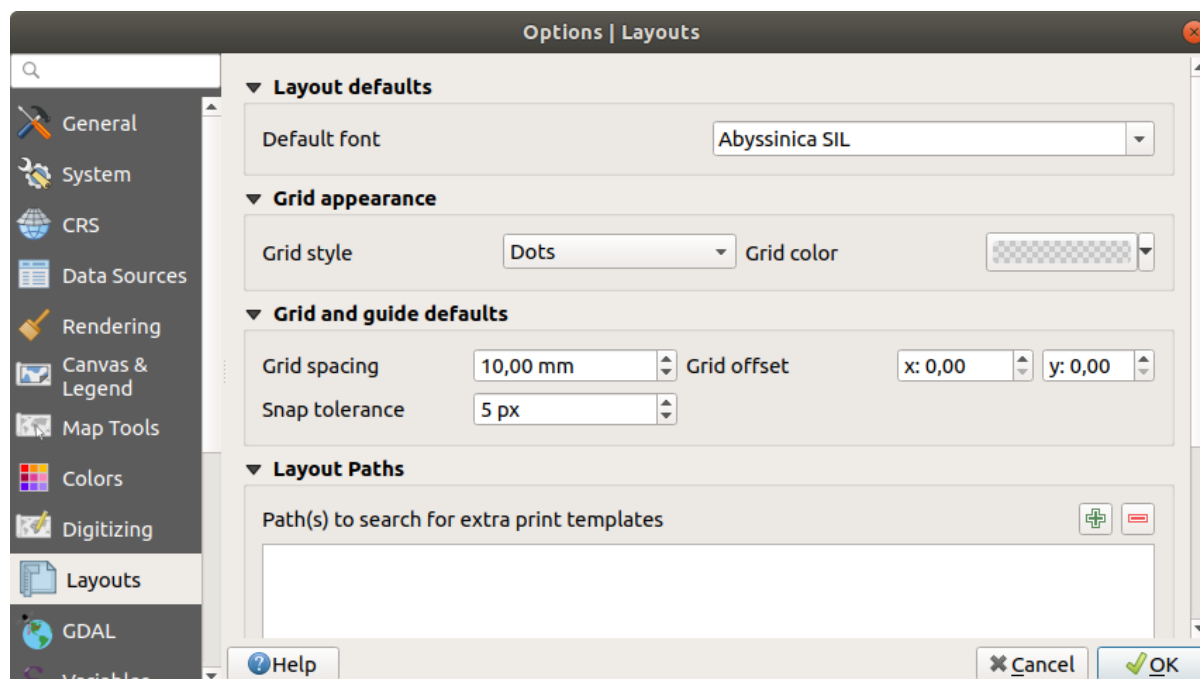 Options | Layouts
General
System
CRS
Data Sources
Rendering
Canvas &
Legend
Map Tools
Colors
Digitizing
Layouts
GDAL
Layout defaults
Default font
Abyssinica SIL
Grid appearance
Grid style
Dots
Grid color
Grid and guide defaults
Grid spacing
10,00 mm
Grid offset
x: 0,00
y: 0,00
Snap tolerance
5 px
Layout Paths
Path(s) to search for extra print templates
Help
Cancel
OK